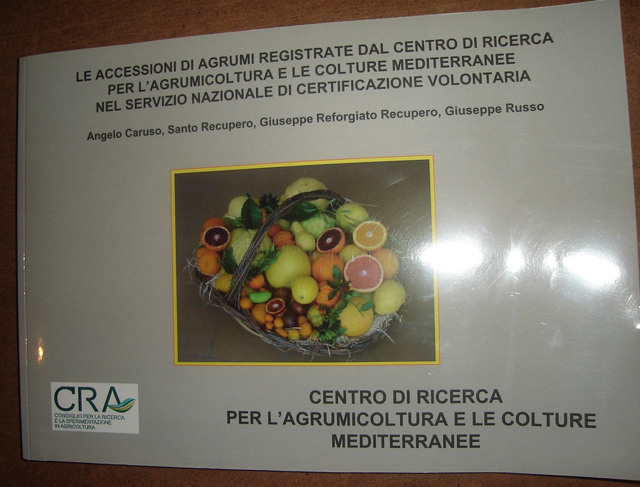 LE ACCESSIONI DI AGRUMI REGISTRATE DAL CENTRO DI RICERCA
PER L'AGRUMICOLTURA E LE COLTURE MEDITERRANEE
NEL SERVIZIO NAZIONALE DI CERTIFICAZIONE VOLONTARIA
Angelo Caruso, Santo Recupero, Giuseppe Reforgiato Recupero, Giuseppe Russo
CRA
CONSIGLIO PER LA RICERCA
E LA SPERIMENTAZIONE
IN AGRICOLTURA
CENTRO DI RICERCA
PER L'AGRUMICOLTURA E LE COLTURE
MEDITERRANEE